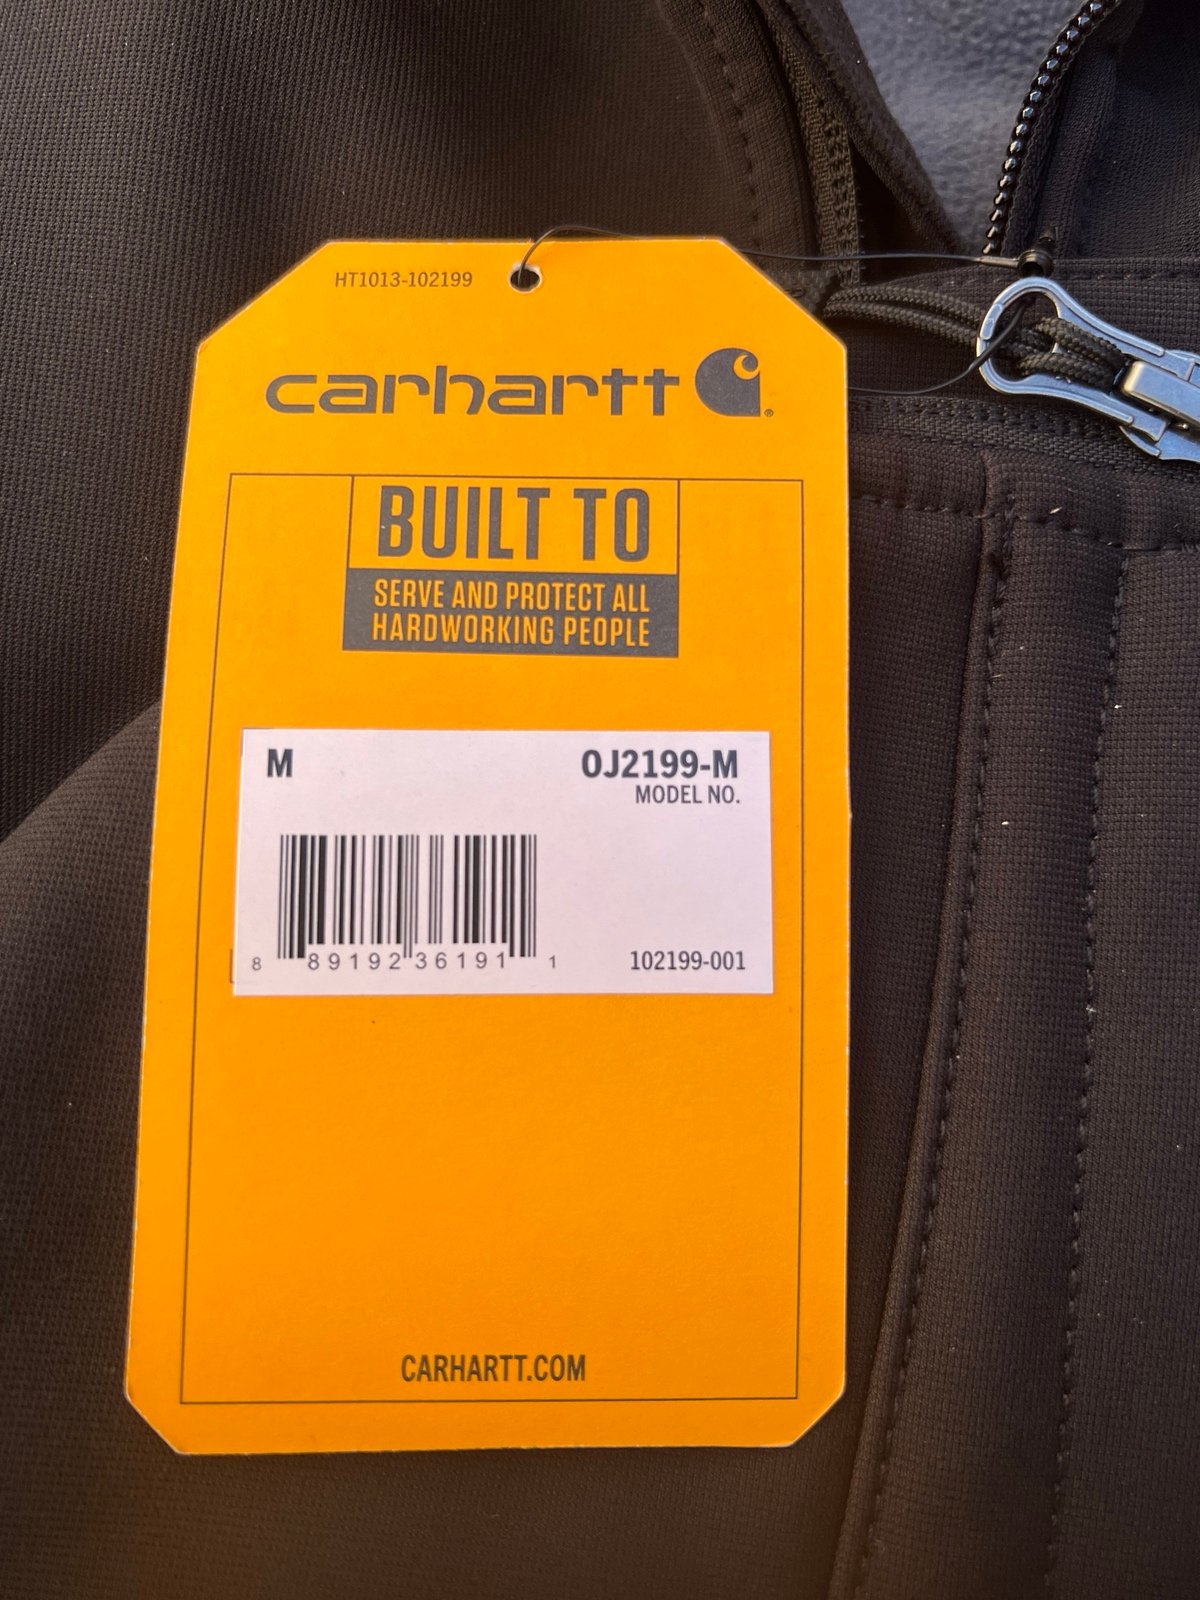 HT1013-102199
carhartt
BUILT TO
SERVE AND PROTECT ALL
HARDWORKING PEOPLE
M
OJ2199-M
MODEL NO.
8 89192 36191 1
102199-001
CARHARTT.COM